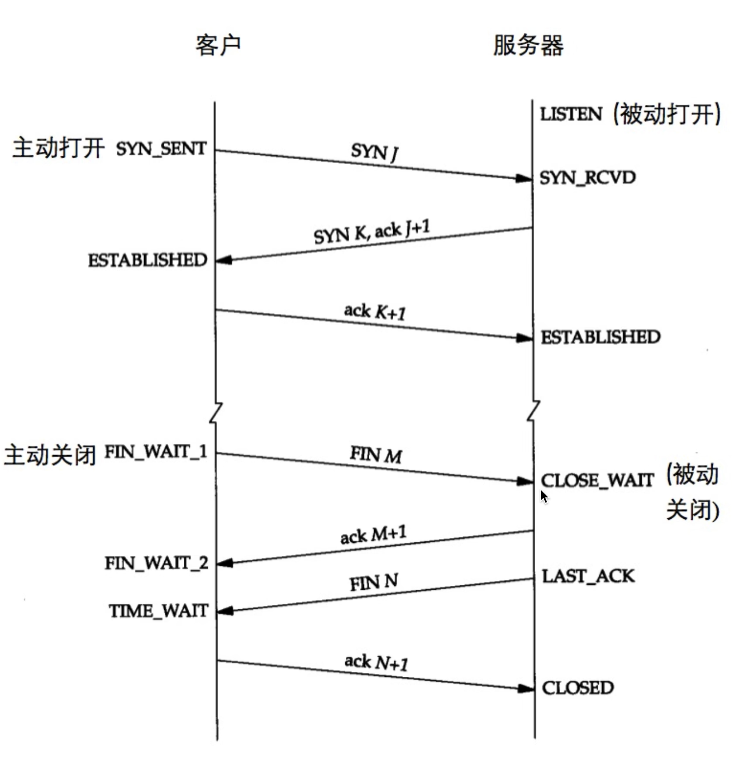 客户 服务器
LISTEN (被动打开)
主动打开 SYN_SENT
SYN J
SYN_RCVD
SYN K, ack J+1
ESTABLISHED
ack K+1
ESTABLISHED
主动关闭 FIN_WAIT_1
FIN M
CLOSE_WAIT (被动
关闭)
ack M+1
FIN_WAIT_2
FIN N
LAST_ACK
TIME_WAIT
ack N+1
CLOSED